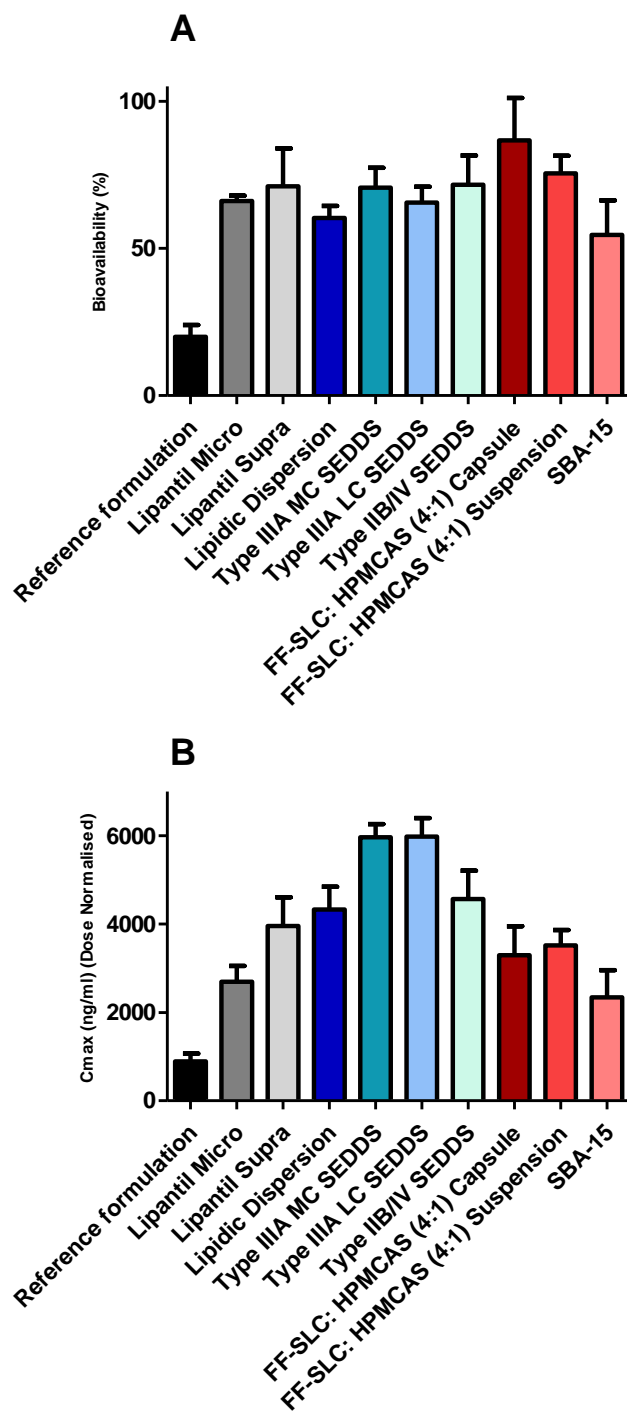 A
Bioavailability (%)
100
50
0
Reference formulation
Lipantil Micro
Lipantil Supra
Lipidic Dispersion
Type IIIA MC SEDDS
Type IIIA LC SEDDS
Type IIB/IV SEDDS
FF-SLC: HPMCAS (4:1) Capsule
FF-SLC: HPMCAS (4:1) Suspension
SBA-15
B
Cmax (ng/ml) (Dose Normalised)
6000
4000
2000
0
Reference formulation
Lipantil Micro
Lipantil Supra
Lipidic Dispersion
Type IIIA MC SEDDS
Type IIIA LC SEDDS
Type IIB/IV SEDDS
FF-SLC: HPMCAS (4:1) Capsule
FF-SLC: HPMCAS (4:1) Suspension
SBA-15